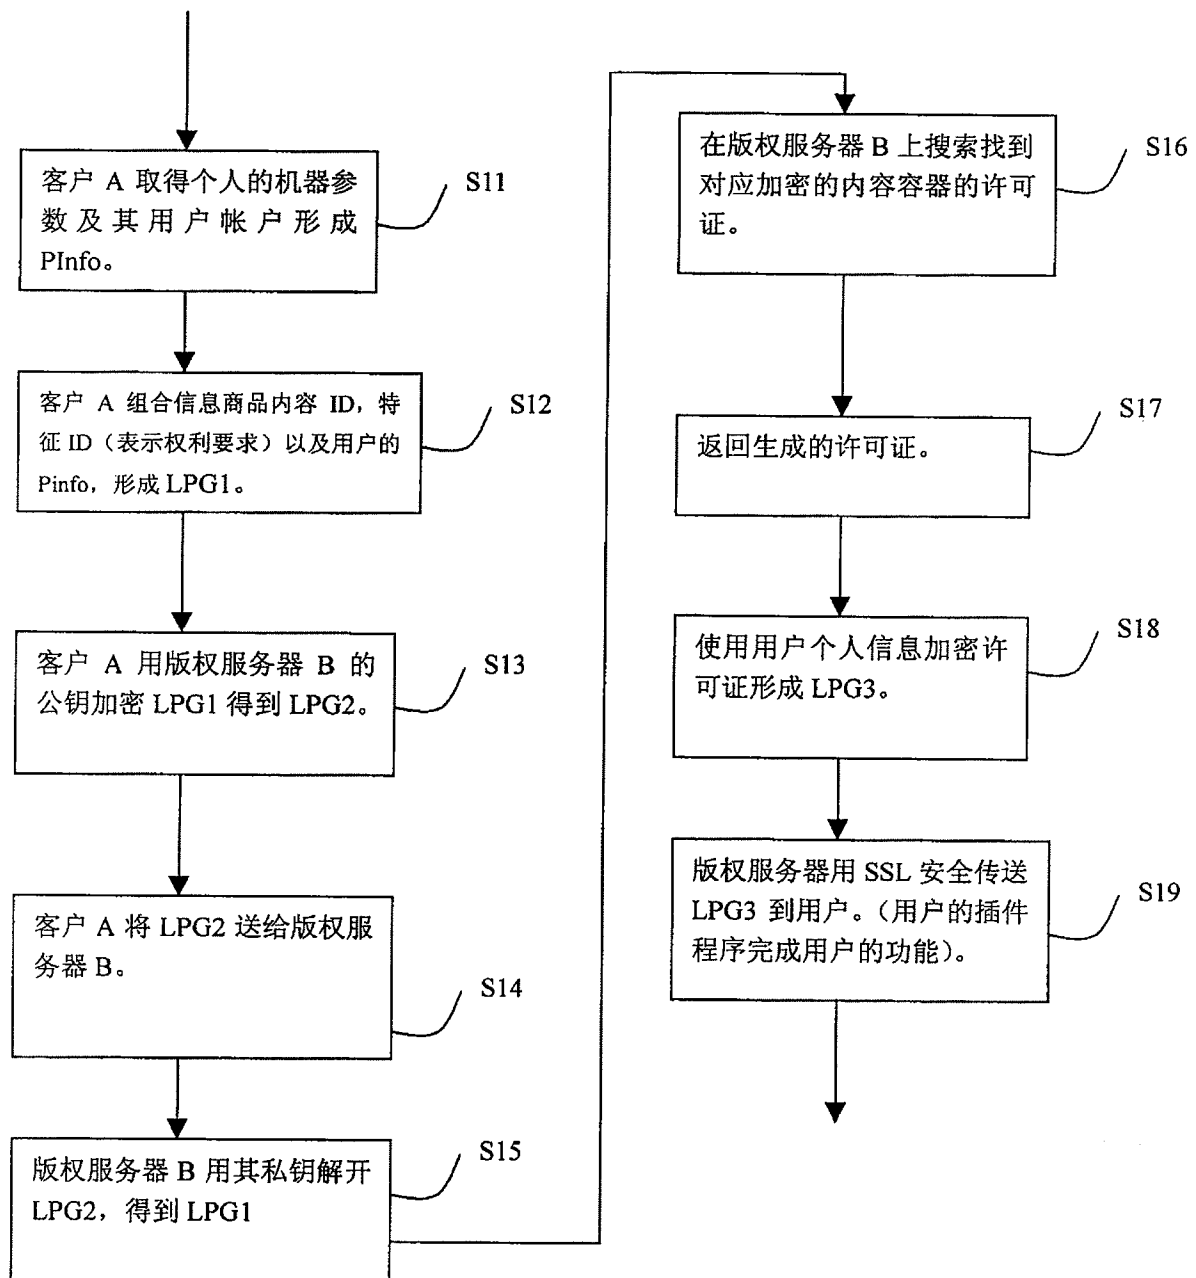 客户 A 取得个人的机器参
数及其用户帐户形成
PInfo。
S11
客户 A 组合信息商品内容 ID，特
征 ID（表示权利要求）以及用户的
Pinfo，形成 LPG1。
S12
客户 A 用版权服务器 B 的
公钥加密 LPG1 得到 LPG2。
S13
客户 A 将 LPG2 送给版权服
务器 B。
S14
版权服务器 B 用其私钥解开
LPG2，得到 LPG1
S15
在版权服务器 B 上搜索找到
对应加密的内容容器的许可
证。
S16
返回生成的许可证。
S17
使用用户个人信息加密许
可证形成 LPG3。
S18
版权服务器用 SSL 安全传送
LPG3 到用户。（用户的插件
程序完成用户的功能）。
S19